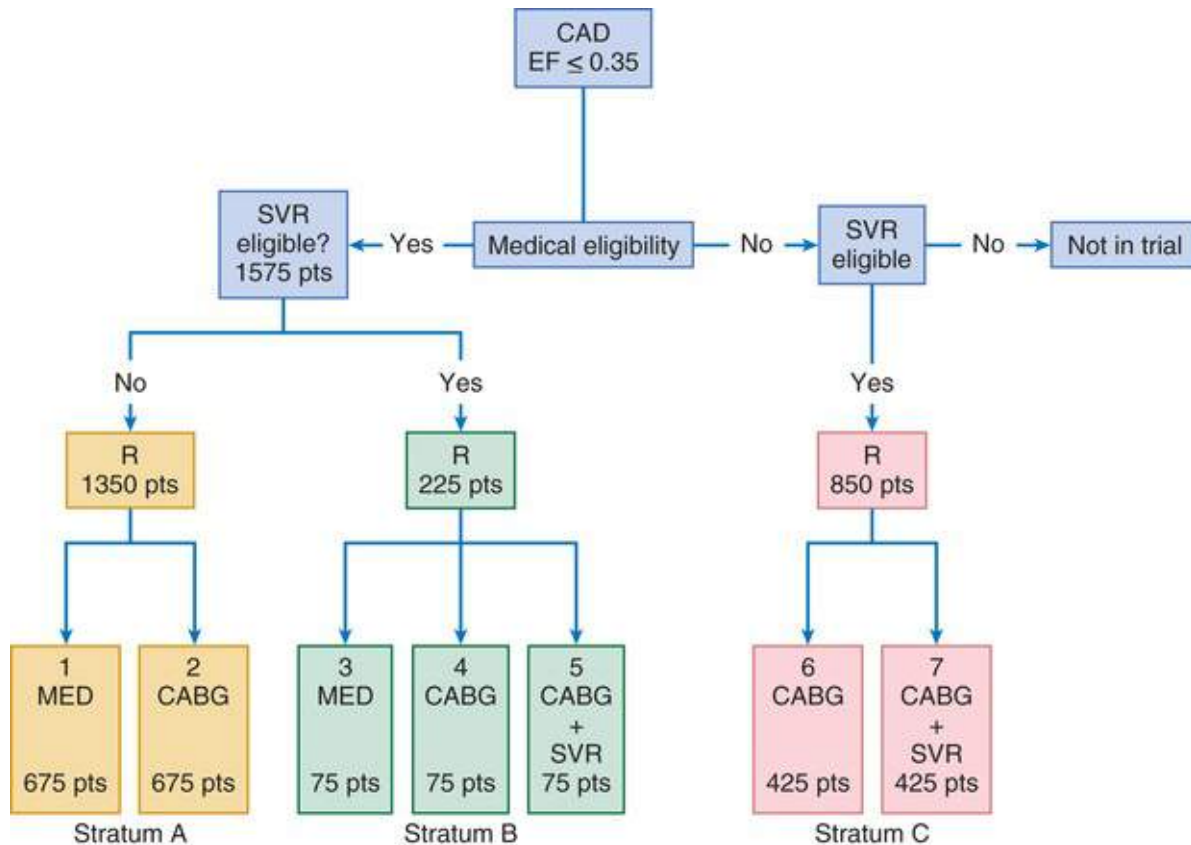 CAD
EF ≤ 0.35
SVR
eligible?
1575 pts
Yes
Medical eligibility
No
SVR
eligible
No
Not in trial
No
Yes
Yes
R
1350 pts
R
225 pts
R
850 pts
1
MED
675 pts
2
CABG
675 pts
3
MED
75 pts
4
CABG
75 pts
5
CABG
+
SVR
75 pts
6
CABG
425 pts
7
CABG
+
SVR
425 pts
Stratum A
Stratum B
Stratum C